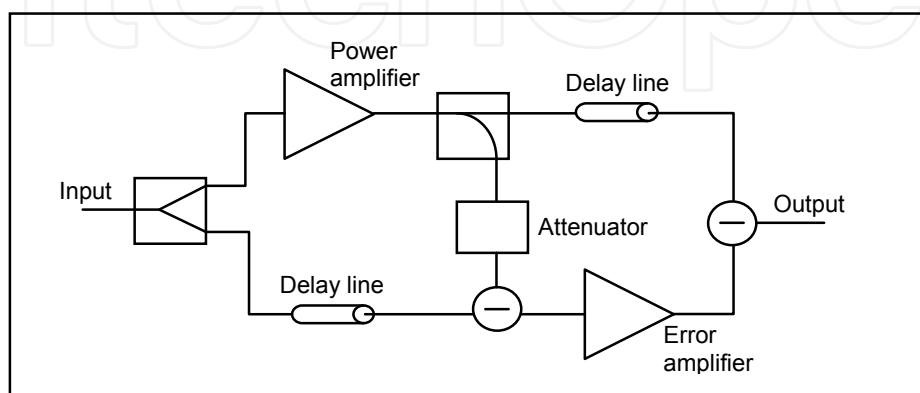 Power
amplifier
Delay line
Input
Attenuator
Output
Delay line
Error
amplifier